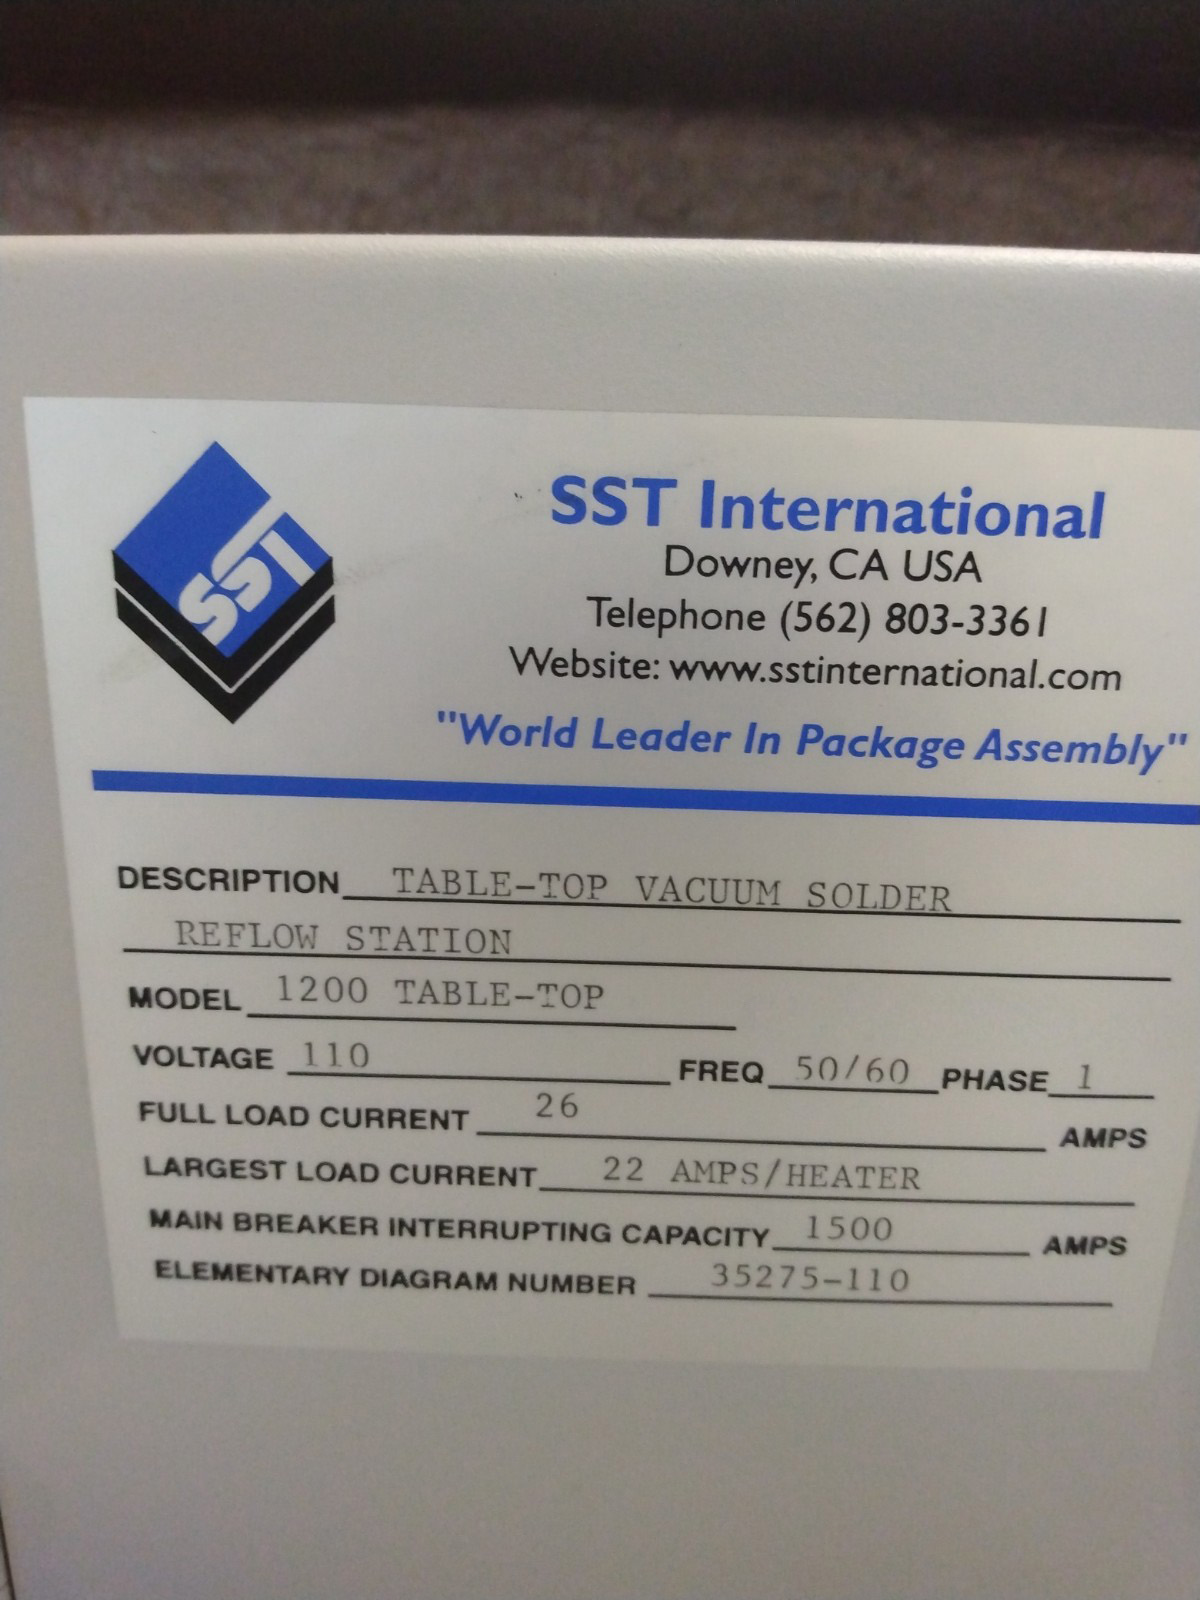 SST
SST International
Downey, CA USA
Telephone (562) 803-3361
Website: www.sstinternational.com
"World Leader In Package Assembly"
DESCRIPTION TABLE-TOP VACUUM SOLDER
REFLOW STATION
MODEL 1200 TABLE-TOP
VOLTAGE 110 FREQ 50/60 PHASE 1
FULL LOAD CURRENT 26 AMPS
LARGEST LOAD CURRENT 22 AMPS/HEATER
MAIN BREAKER INTERRUPTING CAPACITY 1500 AMPS
ELEMENTARY DIAGRAM NUMBER 35275-110